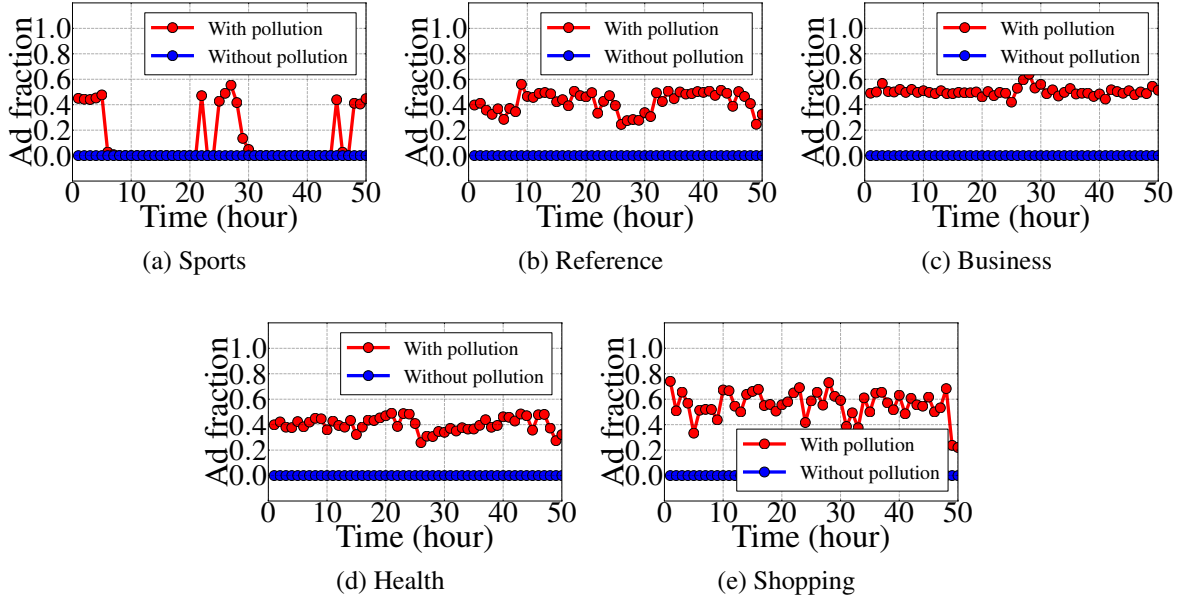 Ad fraction
1.0
0.8
0.6
0.4
0.2
0.0
With pollution
Without pollution
0 10 20 30 40 50
Time (hour)
(a) Sports
Ad fraction
1.0
0.8
0.6
0.4
0.2
0.0
With pollution
Without pollution
0 10 20 30 40 50
Time (hour)
(b) Reference
Ad fraction
1.0
0.8
0.6
0.4
0.2
0.0
With pollution
Without pollution
0 10 20 30 40 50
Time (hour)
(c) Business
Ad fraction
1.0
0.8
0.6
0.4
0.2
0.0
With pollution
Without pollution
0 10 20 30 40 50
Time (hour)
(d) Health
Ad fraction
1.0
0.8
0.6
0.4
0.2
0.0
With pollution
Without pollution
0 10 20 30 40 50
Time (hour)
(e) Shopping